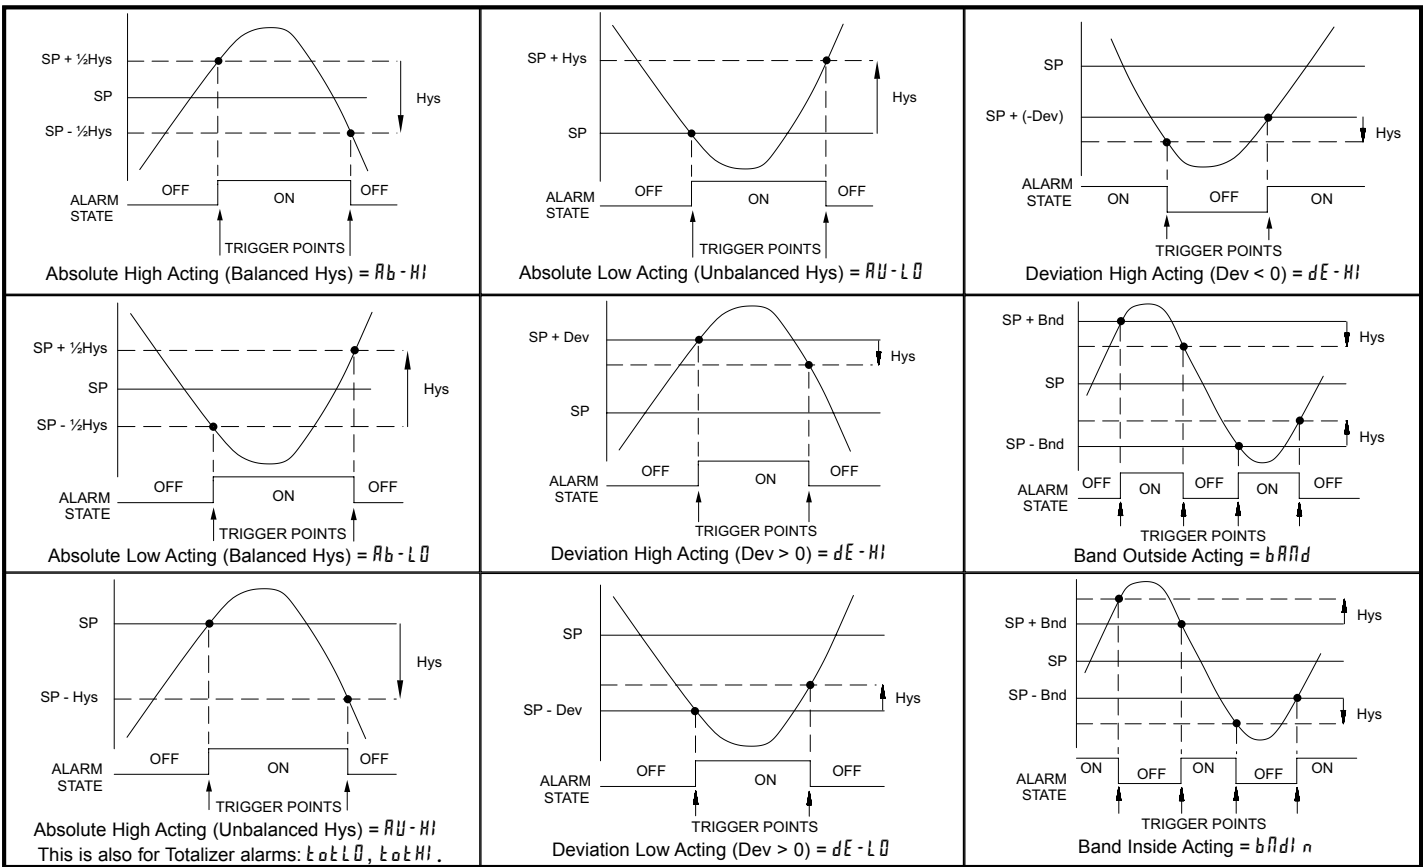 SP + ½Hys
SP
SP - ½Hys
Hys
OFF
ON
OFF
ALARM
STATE
TRIGGER POINTS
Absolute High Acting (Balanced Hys) = Ab-HI
SP + Hys
SP
Hys
OFF
ON
OFF
ALARM
STATE
TRIGGER POINTS
Absolute Low Acting (Unbalanced Hys) = AU-LO
SP
SP + (-Dev)
Hys
ALARM
STATE
ON
OFF
ON
TRIGGER POINTS
Deviation High Acting (Dev < 0) = dE-HI
SP + ½Hys
SP
SP - ½Hys
Hys
OFF
ON
OFF
ALARM
STATE
TRIGGER POINTS
Absolute Low Acting (Balanced Hys) = Ab-LO
SP + Dev
Hys
SP
OFF
ON
OFF
ALARM
STATE
TRIGGER POINTS
Deviation High Acting (Dev > 0) = dE-HI
SP + Bnd
Hys
SP
SP - Bnd
Hys
ALARM
STATE
OFF
ON
OFF
ON
OFF
TRIGGER POINTS
Band Outside Acting = bANd
SP
SP - Hys
Hys
OFF
ON
OFF
ALARM
STATE
TRIGGER POINTS
Absolute High Acting (Unbalanced Hys) = AU-HI
This is also for Totalizer alarms: totLO, totHI.
SP
SP - Dev
Hys
OFF
ON
OFF
ALARM
STATE
TRIGGER POINTS
Deviation Low Acting (Dev > 0) = dE-LO
Hys
SP + Bnd
SP
SP - Bnd
Hys
ON
OFF
ON
OFF
ON
ALARM
STATE
TRIGGER POINTS
Band Inside Acting = bNdIn